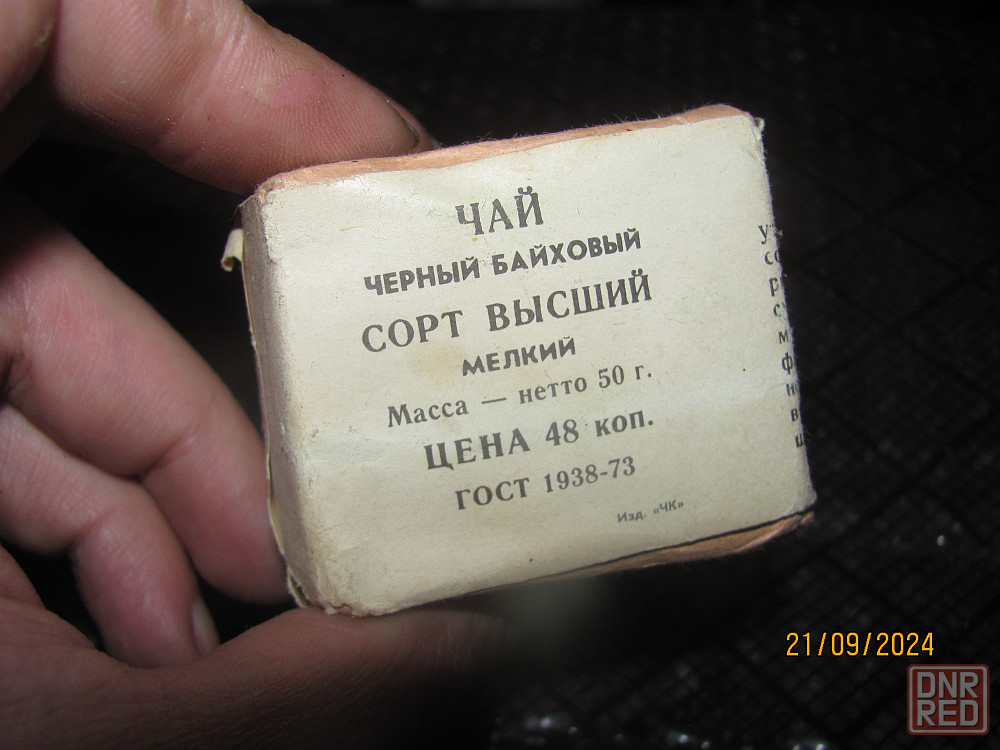 ЧАЙ
ЧЕРНЫЙ БАЙХОВЫЙ
СОРТ ВЫСШИЙ
МЕЛКИЙ
Масса — нетто 50 г.
ЦЕНА 48 коп.
ГОСТ 1938-73
Изд. «ЧК»
21/09/2024
DNR
RED